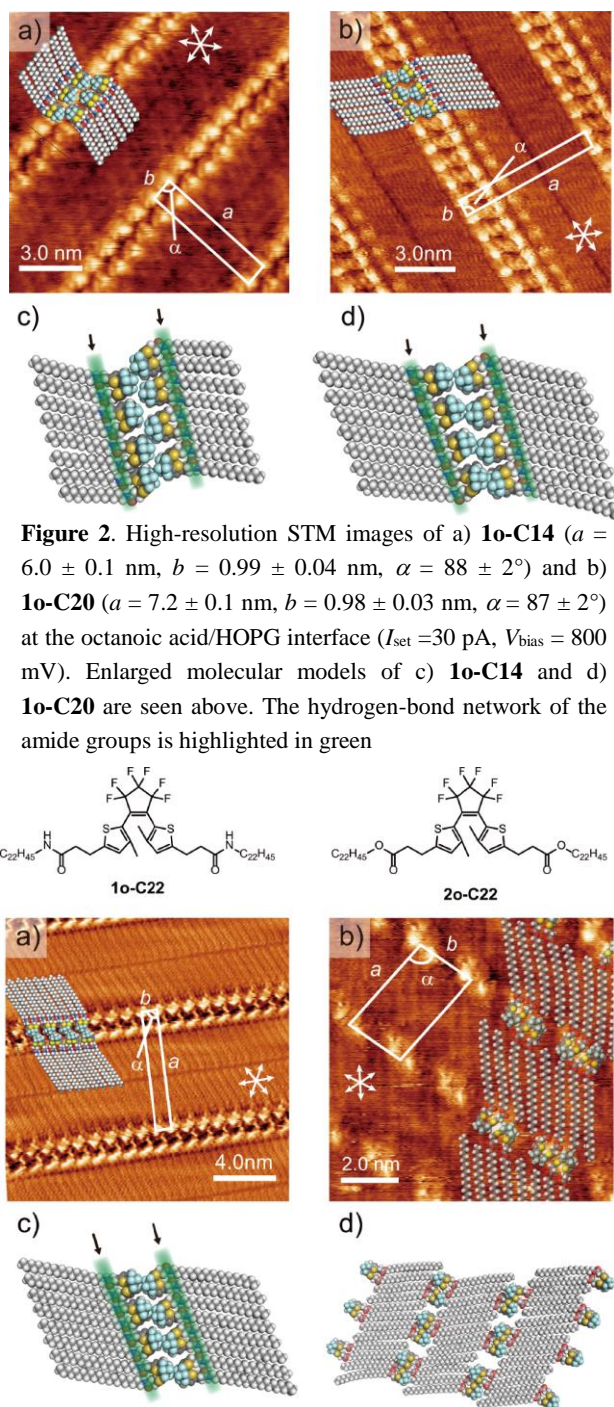 a)
b)
b
a
α
3.0 nm
α
b
a
3.0nm
c)
d)
Figure 2. High-resolution STM images of a) 1o-C14 (a =
6.0 ± 0.1 nm, b = 0.99 ± 0.04 nm, α = 88 ± 2°) and b)
1o-C20 (a = 7.2 ± 0.1 nm, b = 0.98 ± 0.03 nm, α = 87 ± 2°)
at the octanoic acid/HOPG interface (Iset =30 pA, Vbias = 800
mV). Enlarged molecular models of c) 1o-C14 and d)
1o-C20 are seen above. The hydrogen-bond network of the
amide groups is highlighted in green
F F F F F F
H N S S H N
C22H45 O O C22H45
1o-C22
F F F F F F
C22H45 O S S O C22H45
O O
2o-C22
a)
b)
b
α
a
4.0nm
a
b
α
2.0 nm
c)
d)